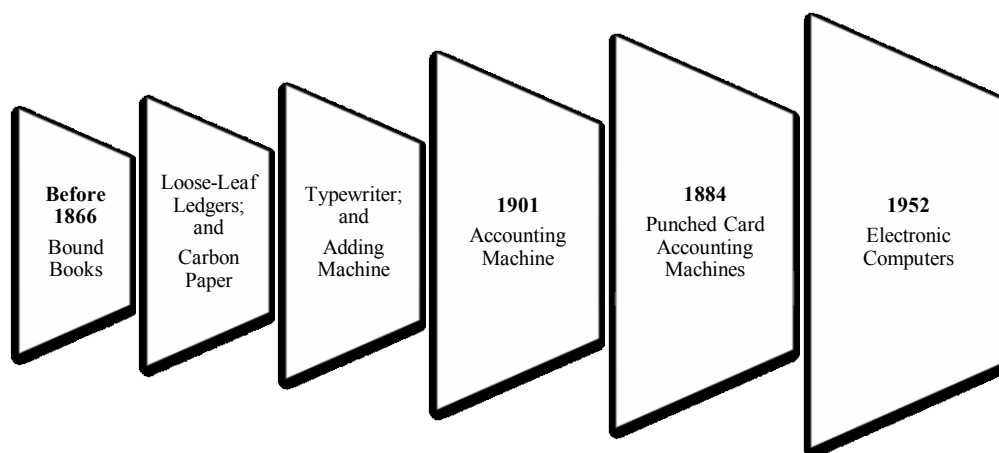 Before
1866
Bound
Books
Loose-Leaf
Ledgers;
and
Carbon
Paper
Typewriter;
and
Adding
Machine
1901
Accounting
Machine
1884
Punched Card
Accounting
Machines
1952
Electronic
Computers